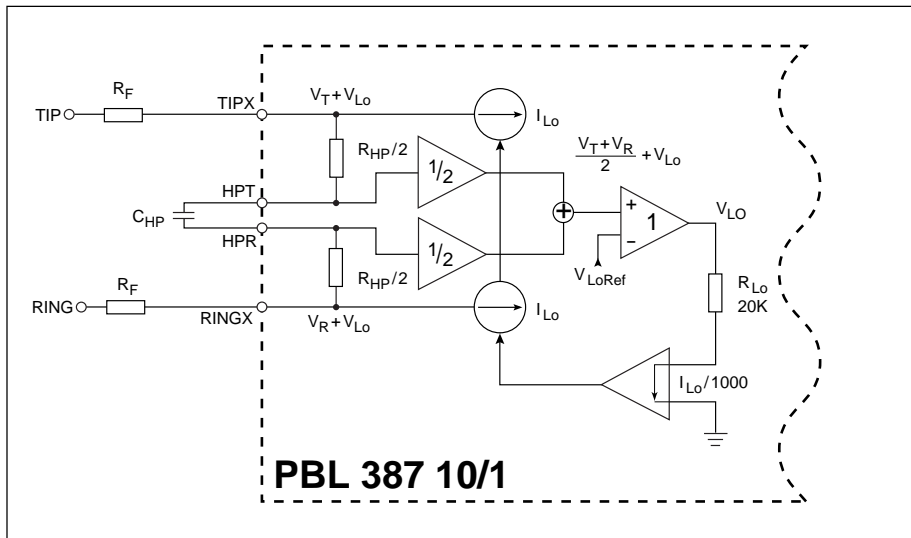 R_F
TIP
TIPX
V_T + V_Lo
I_Lo
R_HP/2
1/2
V_T + V_R
2
+ V_Lo
HPT
C_HP
HPR
+
1
−
V_LO
V_LoRef
1/2
R_HP/2
R_Lo
20K
RING
R_F
RINGX
V_R + V_Lo
I_Lo
I_Lo/1000
PBL 387 10/1